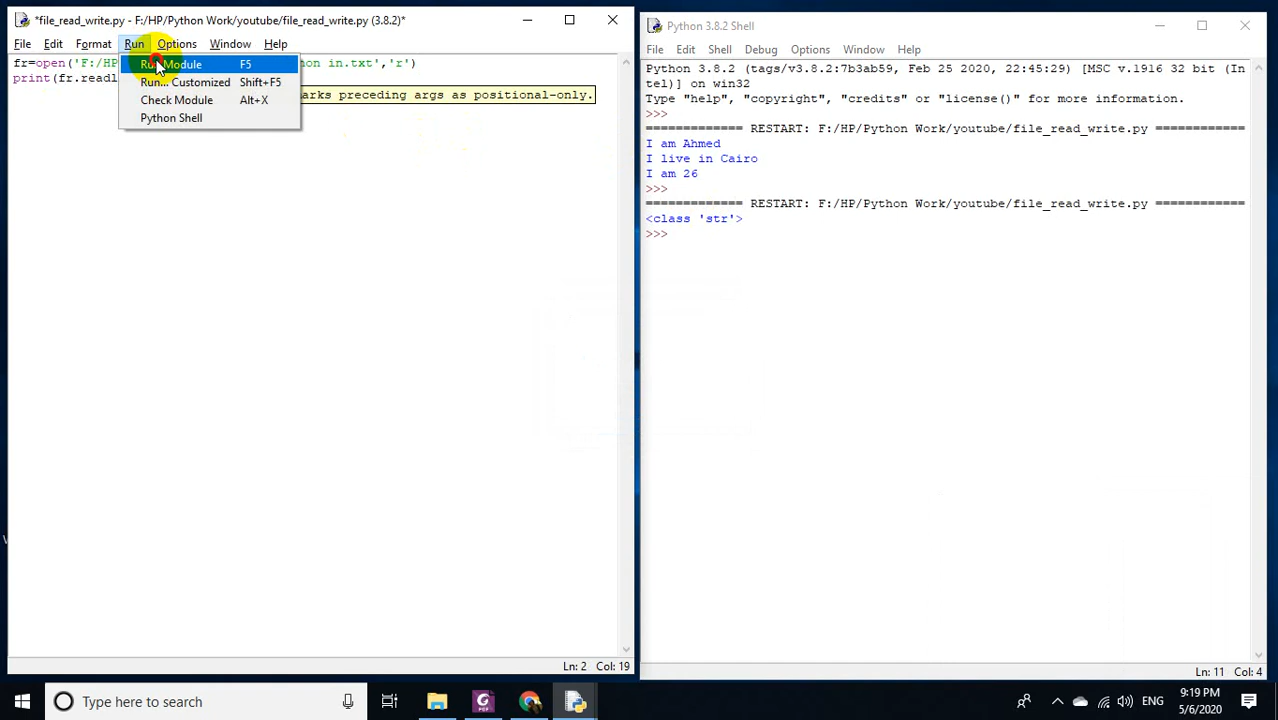 *file_read_write.py - F:/HP/Python Work/youtube/file_read_write.py (3.8.2)*
File Edit Format Run Options Window Help
fr=open('F:/HP on in.txt','r')
print(fr.readl
Run Module F5
Run... Customized Shift+F5
arks preceding args as positional-only.
Check Module Alt+X
Python Shell
Ln: 2 Col: 19
Python 3.8.2 Shell
File Edit Shell Debug Options Window Help
Python 3.8.2 (tags/v3.8.2:7b3ab59, Feb 25 2020, 22:45:29) [MSC v.1916 32 bit (In
tel)] on win32
Type "help", "copyright", "credits" or "license()" for more information.
>>>
============= RESTART: F:/HP/Python Work/youtube/file_read_write.py ============
I am Ahmed
I live in Cairo
I am 26
>>>
============= RESTART: F:/HP/Python Work/youtube/file_read_write.py ============
<class 'str'>
>>>
Ln: 11 Col: 4
Type here to search
ENG
9:19 PM
5/6/2020